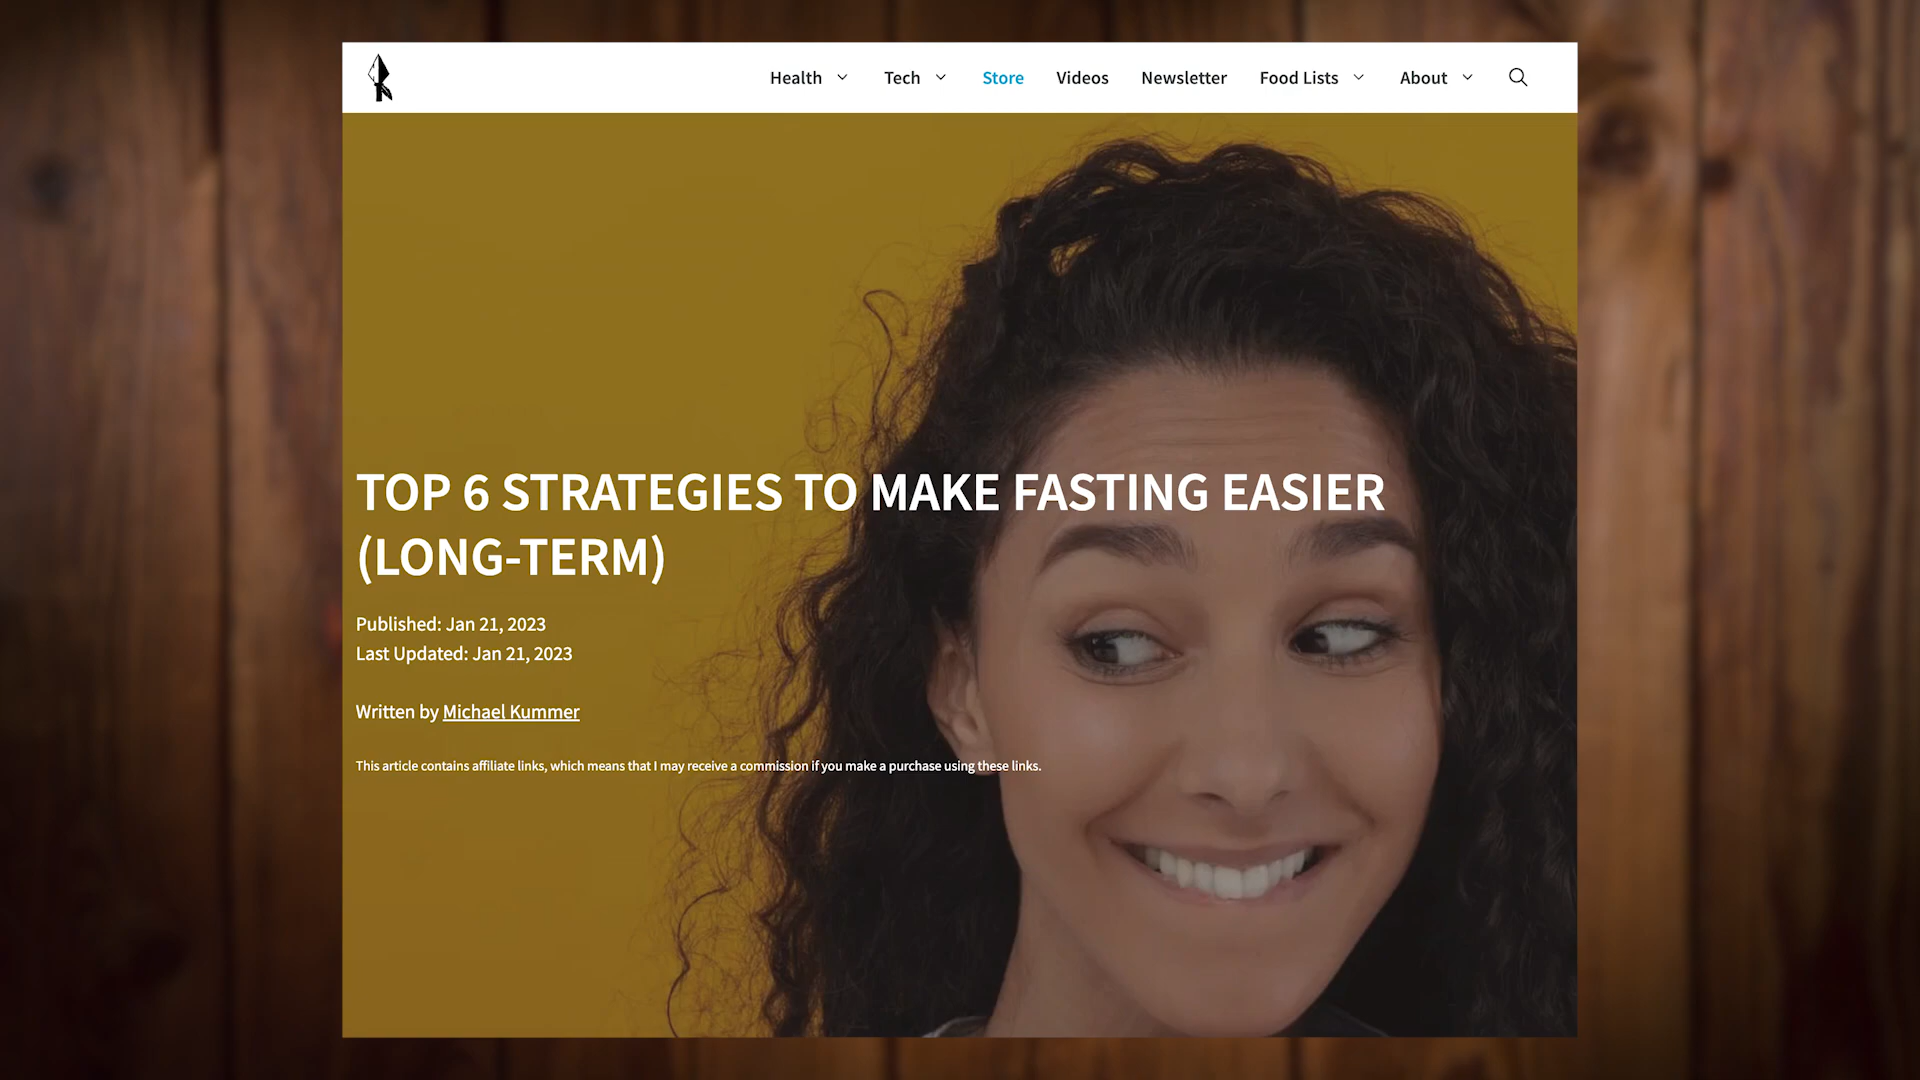 Health
Tech
Store
Videos
Newsletter
Food Lists
About
TOP 6 STRATEGIES TO MAKE FASTING EASIER
(LONG-TERM)
Published: Jan 21, 2023
Last Updated: Jan 21, 2023
Written by Michael Kummer
This article contains affiliate links, which means that I may receive a commission if you make a purchase using these links.